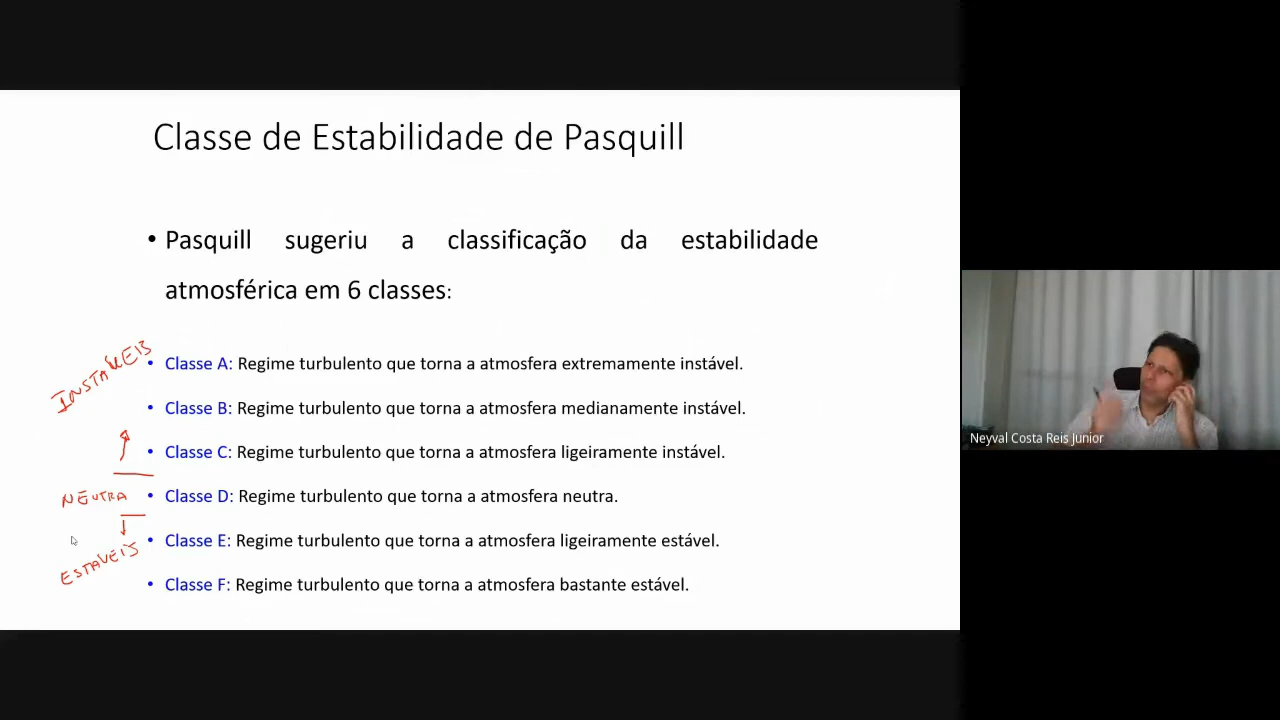 Classe de Estabilidade de Pasquill
• Pasquill sugeriu a classificação da estabilidade
atmosférica em 6 classes:
INSTÁVEIS
• Classe A: Regime turbulento que torna a atmosfera extremamente instável.
• Classe B: Regime turbulento que torna a atmosfera medianamente instável.
• Classe C: Regime turbulento que torna a atmosfera ligeiramente instável.
NEUTRA
• Classe D: Regime turbulento que torna a atmosfera neutra.
• Classe E: Regime turbulento que torna a atmosfera ligeiramente estável.
ESTÁVEIS
• Classe F: Regime turbulento que torna a atmosfera bastante estável.
Neyval Costa Reis Junior